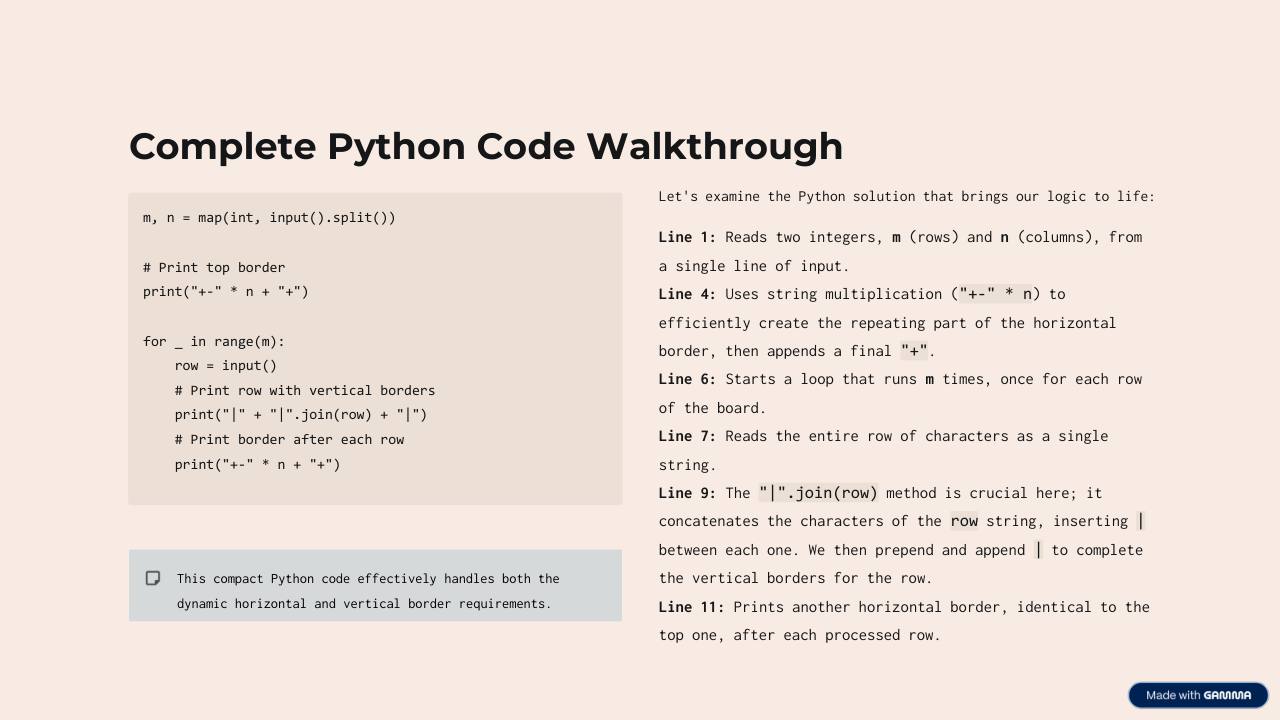 Complete Python Code Walkthrough
m, n = map(int, input().split())
# Print top border
print("+-" * n + "+")
for _ in range(m):
    row = input()
    # Print row with vertical borders
    print("|" + "|".join(row) + "|")
    # Print border after each row
    print("+-" * n + "+")
This compact Python code effectively handles both the
dynamic horizontal and vertical border requirements.
Let's examine the Python solution that brings our logic to life:
Line 1: Reads two integers, m (rows) and n (columns), from
a single line of input.
Line 4: Uses string multiplication ("+-" * n) to
efficiently create the repeating part of the horizontal
border, then appends a final "+".
Line 6: Starts a loop that runs m times, once for each row
of the board.
Line 7: Reads the entire row of characters as a single
string.
Line 9: The "|".join(row) method is crucial here; it
concatenates the characters of the row string, inserting |
between each one. We then prepend and append | to complete
the vertical borders for the row.
Line 11: Prints another horizontal border, identical to the
top one, after each processed row.
Made with GAMMA